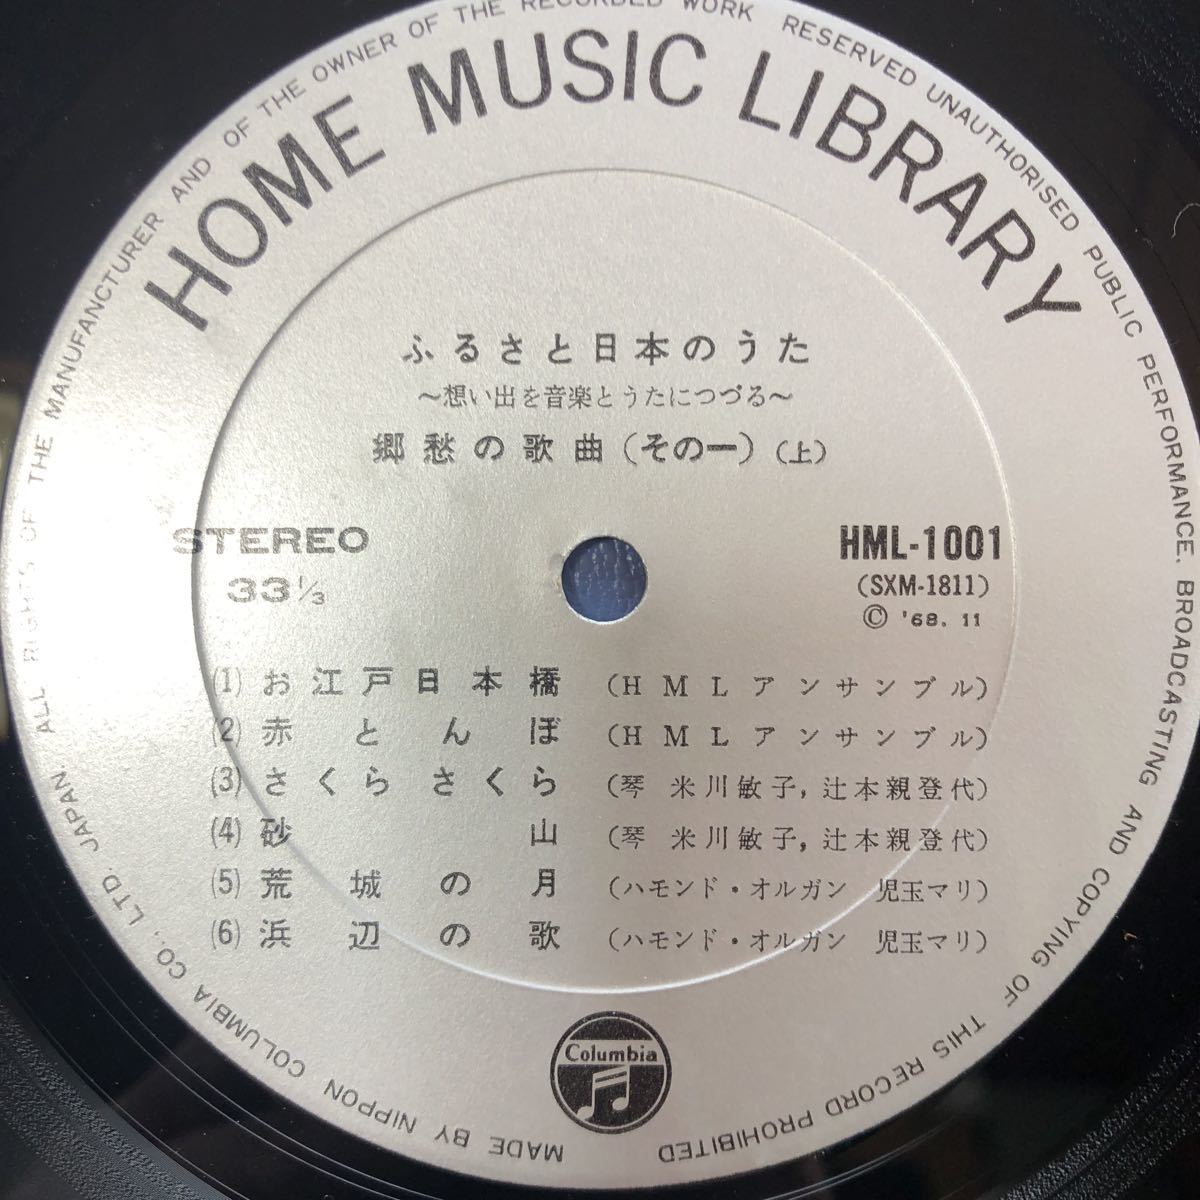 ALL RIGHTS OF THE MANUFANCTURER AND OF THE OWNER OF THE RECORDED WORK RESERVED UNAUTHORISED PUBLIC PERFORMANCE. BROADCASTING AND COPYING OF THIS RECORD PROHIBITED
HOME MUSIC LIBRARY
ふるさと日本のうた
～想い出を音楽とうたにつづる～
郷愁の歌曲(その一)(上)
STEREO
33 1/3
HML-1001
(SXM-1811)
© '68. 11
(1) お江戸日本橋 (HMLアンサンブル)
(2) 赤とんぼ (HMLアンサンブル)
(3) さくらさくら (琴 米川敏子, 辻本親登代)
(4) 砂山 (琴 米川敏子, 辻本親登代)
(5) 荒城の月 (ハモンド・オルガン 児玉マリ)
(6) 浜辺の歌 (ハモンド・オルガン 児玉マリ)
Columbia
MADE BY NIPPON COLUMBIA CO., LTD. JAPAN.